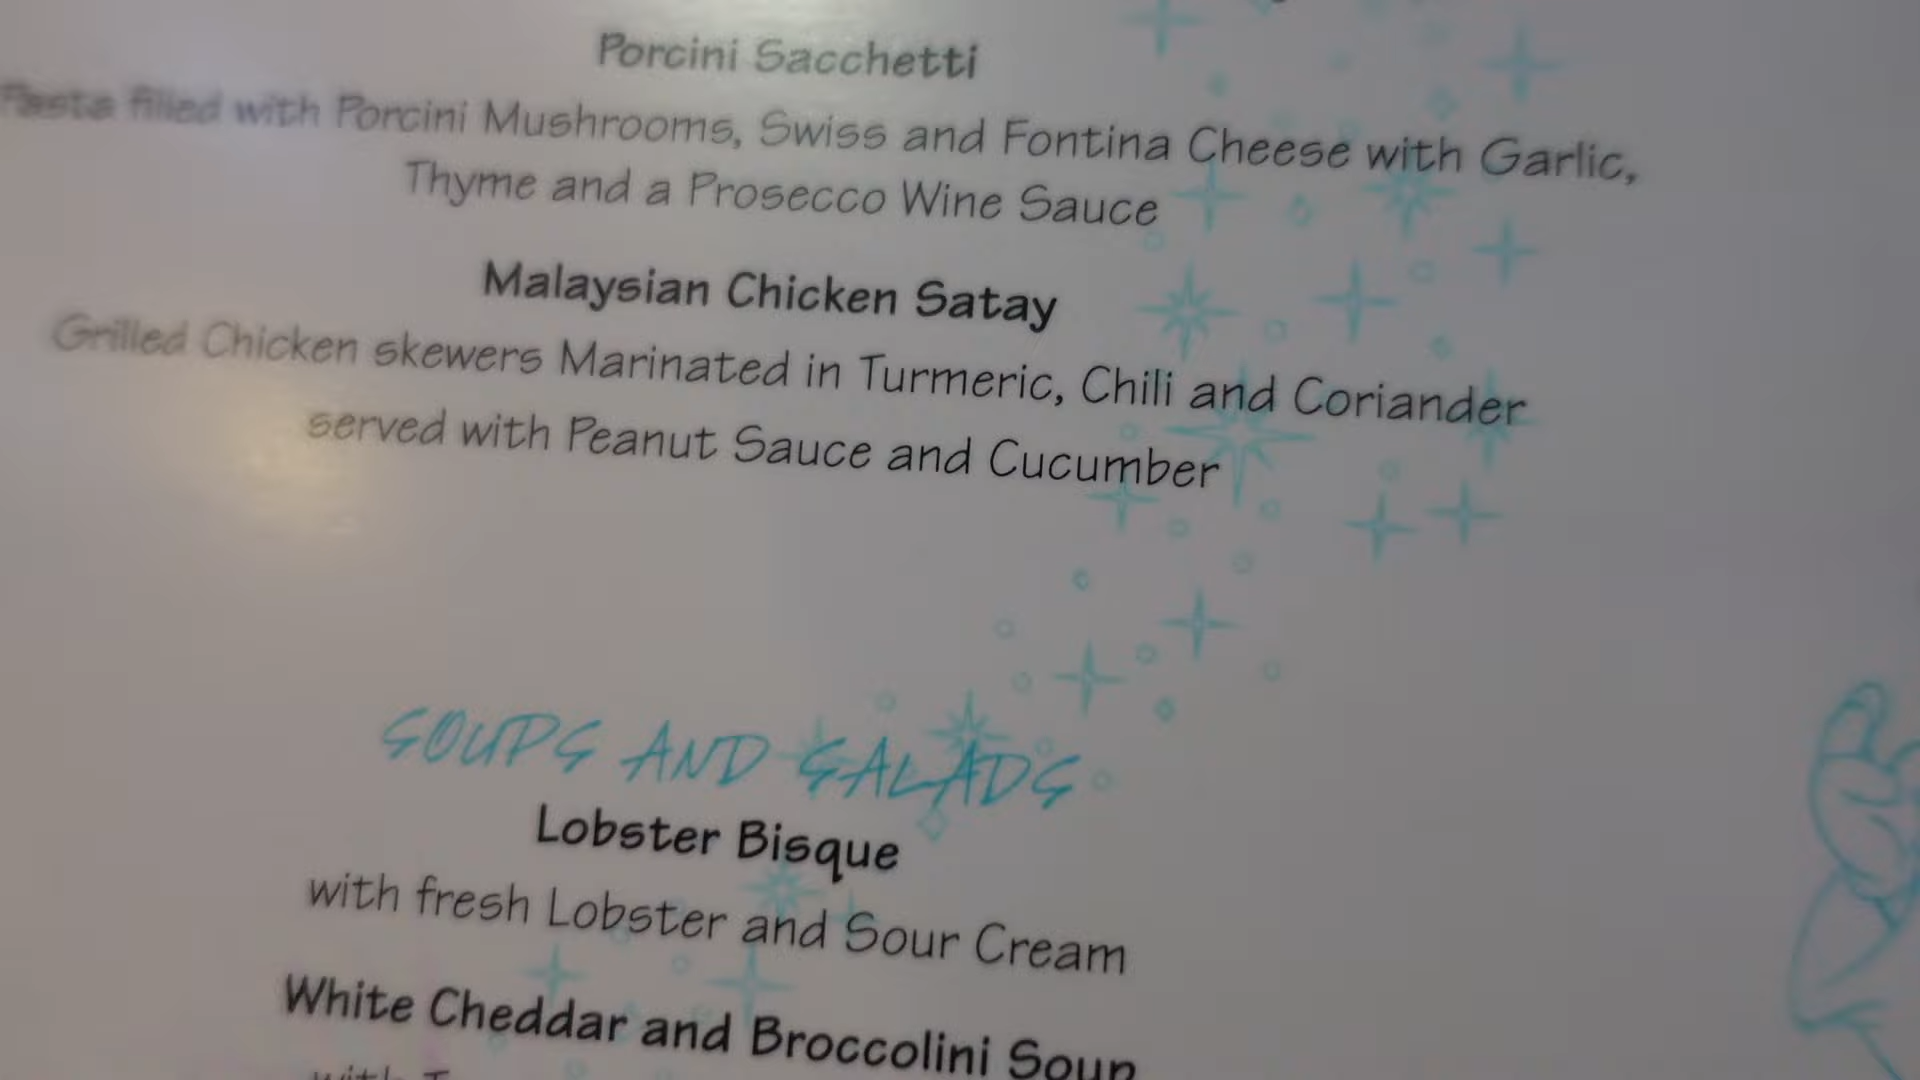 Porcini Sacchetti
Pasta filled with Porcini Mushrooms, Swiss and Fontina Cheese with Garlic,
Thyme and a Prosecco Wine Sauce
Malaysian Chicken Satay
Grilled Chicken skewers Marinated in Turmeric, Chili and Coriander
served with Peanut Sauce and Cucumber
SOUPS AND SALADS
Lobster Bisque
with fresh Lobster and Sour Cream
White Cheddar and Broccolini Soup
with